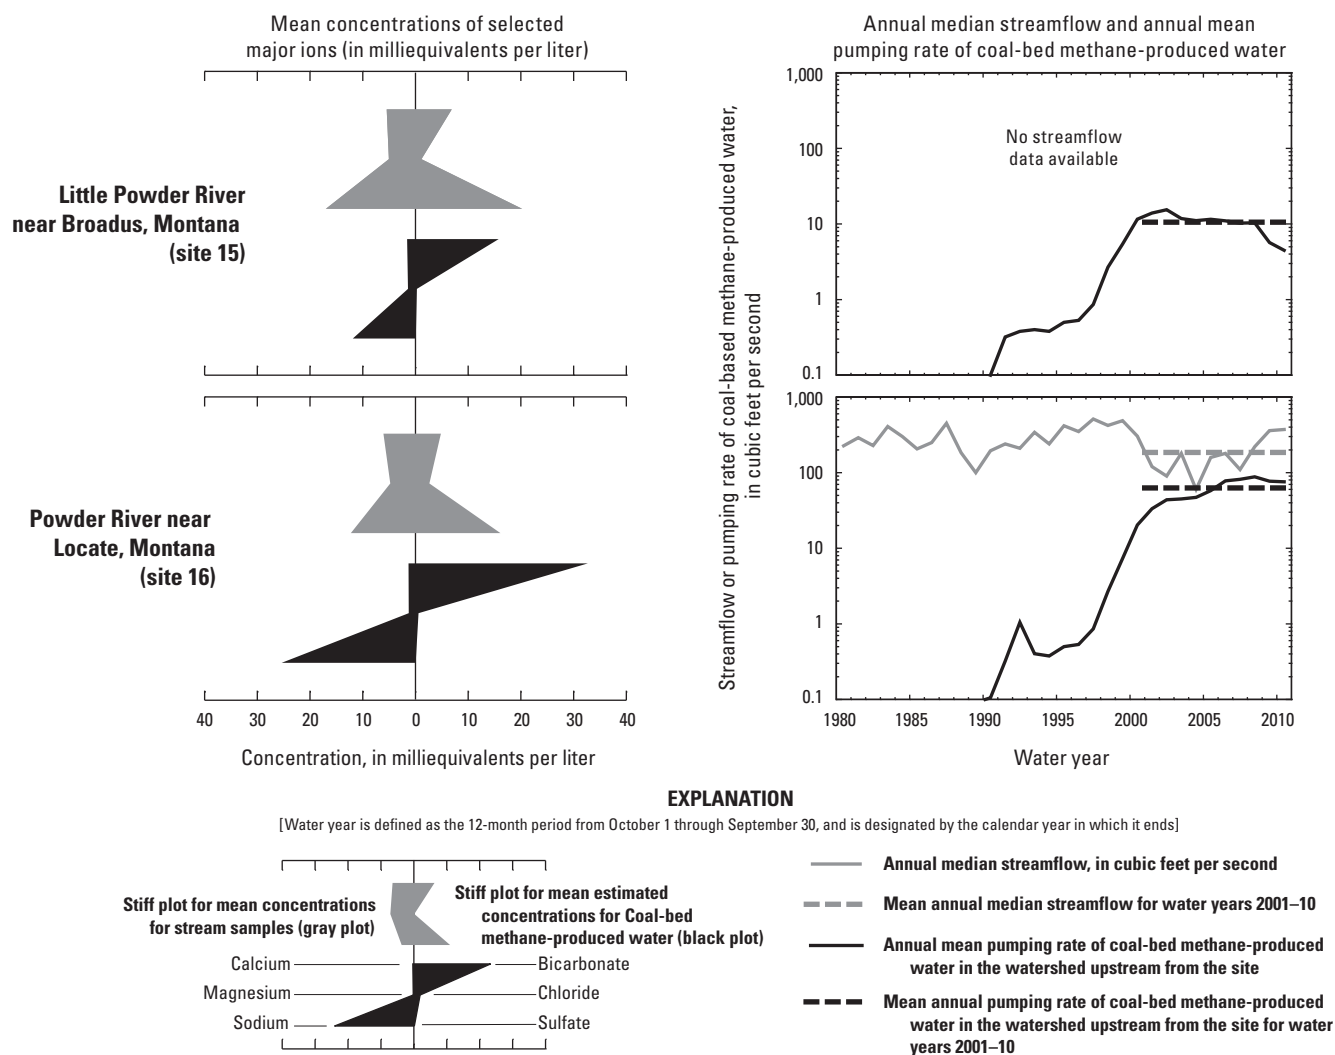 Mean concentrations of selected
major ions (in milliequivalents per liter)
Annual median streamflow and annual mean
pumping rate of coal-bed methane-produced water
Little Powder River
near Broadus, Montana
(site 15)
Powder River near
Locate, Montana
(site 16)
40 30 20 10 0 10 20 30 40
Concentration, in milliequivalents per liter
Streamflow or pumping rate of coal-based methane-produced water,
in cubic feet per second
1,000
100
10
1
0.1
No streamflow
data available
1,000
100
10
1
0.1
1980 1985 1990 1995 2000 2005 2010
Water year
EXPLANATION
[Water year is defined as the 12-month period from October 1 through September 30, and is designated by the calendar year in which it ends]
Stiff plot for mean concentrations
for stream samples (gray plot)
Stiff plot for mean estimated
concentrations for Coal-bed
methane-produced water (black plot)
Calcium
Bicarbonate
Magnesium
Chloride
Sodium
Sulfate
Annual median streamflow, in cubic feet per second
Mean annual median streamflow for water years 2001–10
Annual mean pumping rate of coal-bed methane-produced
water in the watershed upstream from the site
Mean annual pumping rate of coal-bed methane-produced
water in the watershed upstream from the site for water
years 2001–10